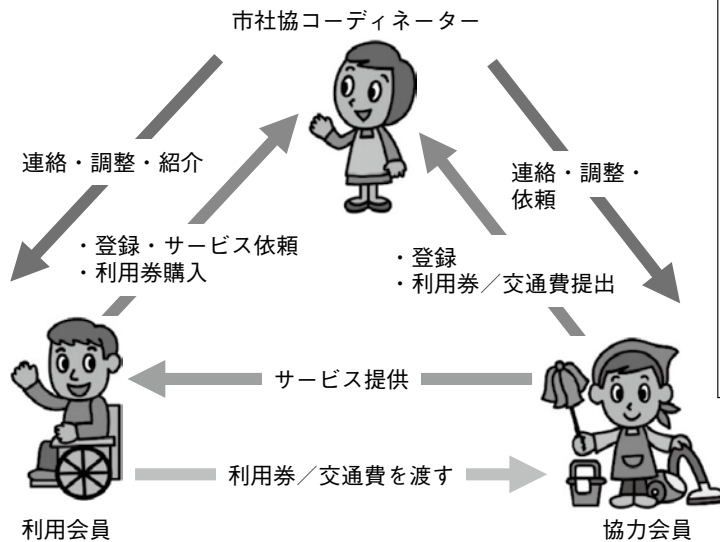 市社協コーディネーター
連絡・調整・紹介
連絡・調整・
依頼
・登録・サービス依頼
・利用券購入
・登録
・利用券／交通費提出
サービス提供
利用券／交通費を渡す
利用会員
協力会員